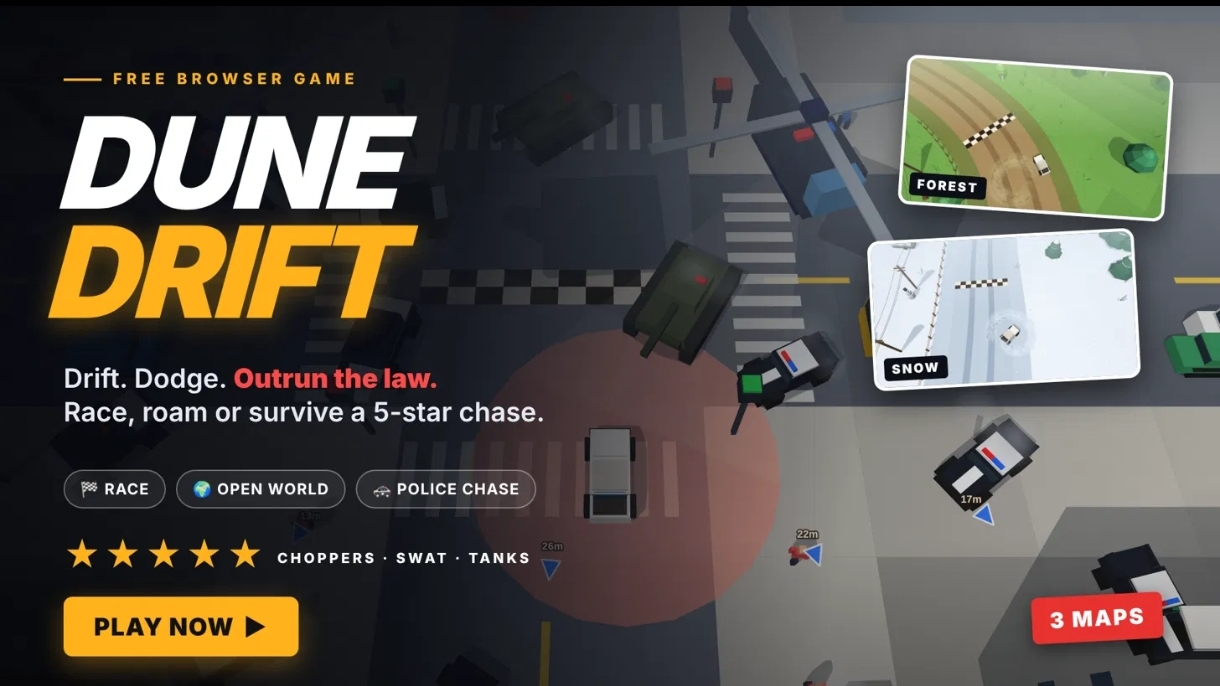 FREE BROWSER GAME
DUNE
DRIFT
Drift. Dodge. Outrun the law.
Race, roam or survive a 5-star chase.
RACE
OPEN WORLD
POLICE CHASE
CHOPPERS · SWAT · TANKS
PLAY NOW
FOREST
SNOW
17m
22m
26m
3 MAPS